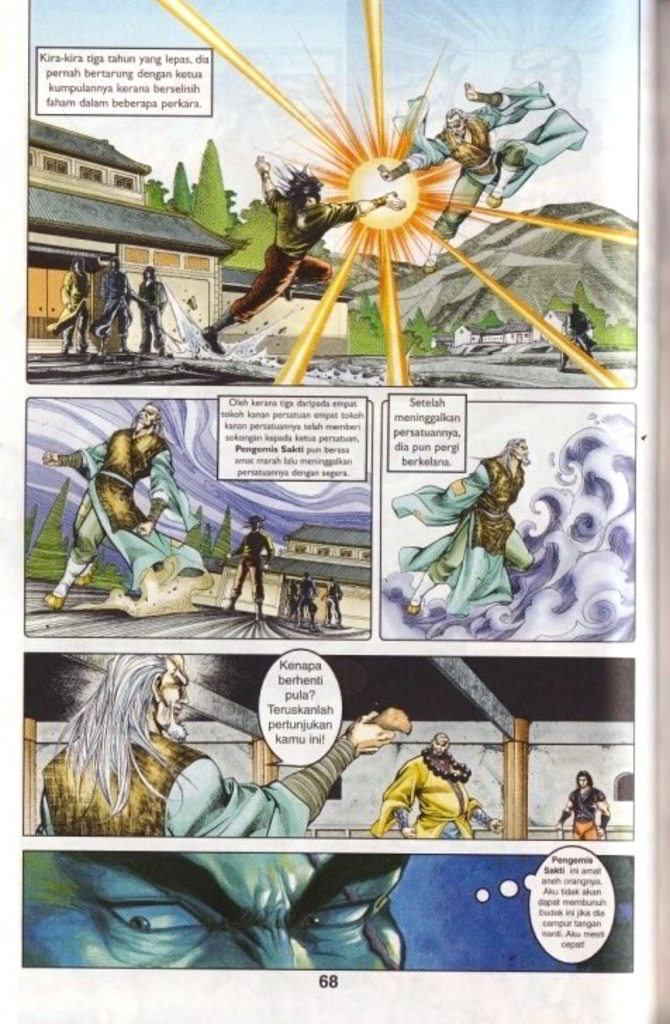 Kira-kira tiga tahun yang lepas, dia
pernah bertarung dengan ketua
kumpulannya kerana berselisih
faham dalam beberapa perkara.
Oleh kerana tiga daripada empat
tokoh kanan persatuan empat tokoh
kanan persatuannya telah memberi
sokongan kepada ketua persatuan,
Pengemis Sakti pun berasa
amat marah lalu meninggalkan
persatuannya dengan segera.
Setelah
meninggalkan
persatuannya,
dia pun pergi
berkelana.
Kenapa
berhenti
pula?
Teruskanlah
pertunjukan
kamu ini!
Pengemis
Sakti ini amat
aneh orangnya.
Aku tidak akan
dapat membunuh
budak ini jika dia
campur tangan
nanti. Aku mesti
cepat!
68